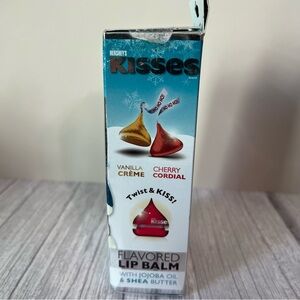 HERSHEY'S
KISSES
VANILLA
CRÈME
CHERRY
CORDIAL
Twist & KISS!
Kisses
FLAVORED
LIP BALM
WITH JOJOBA OIL
& SHEA BUTTER